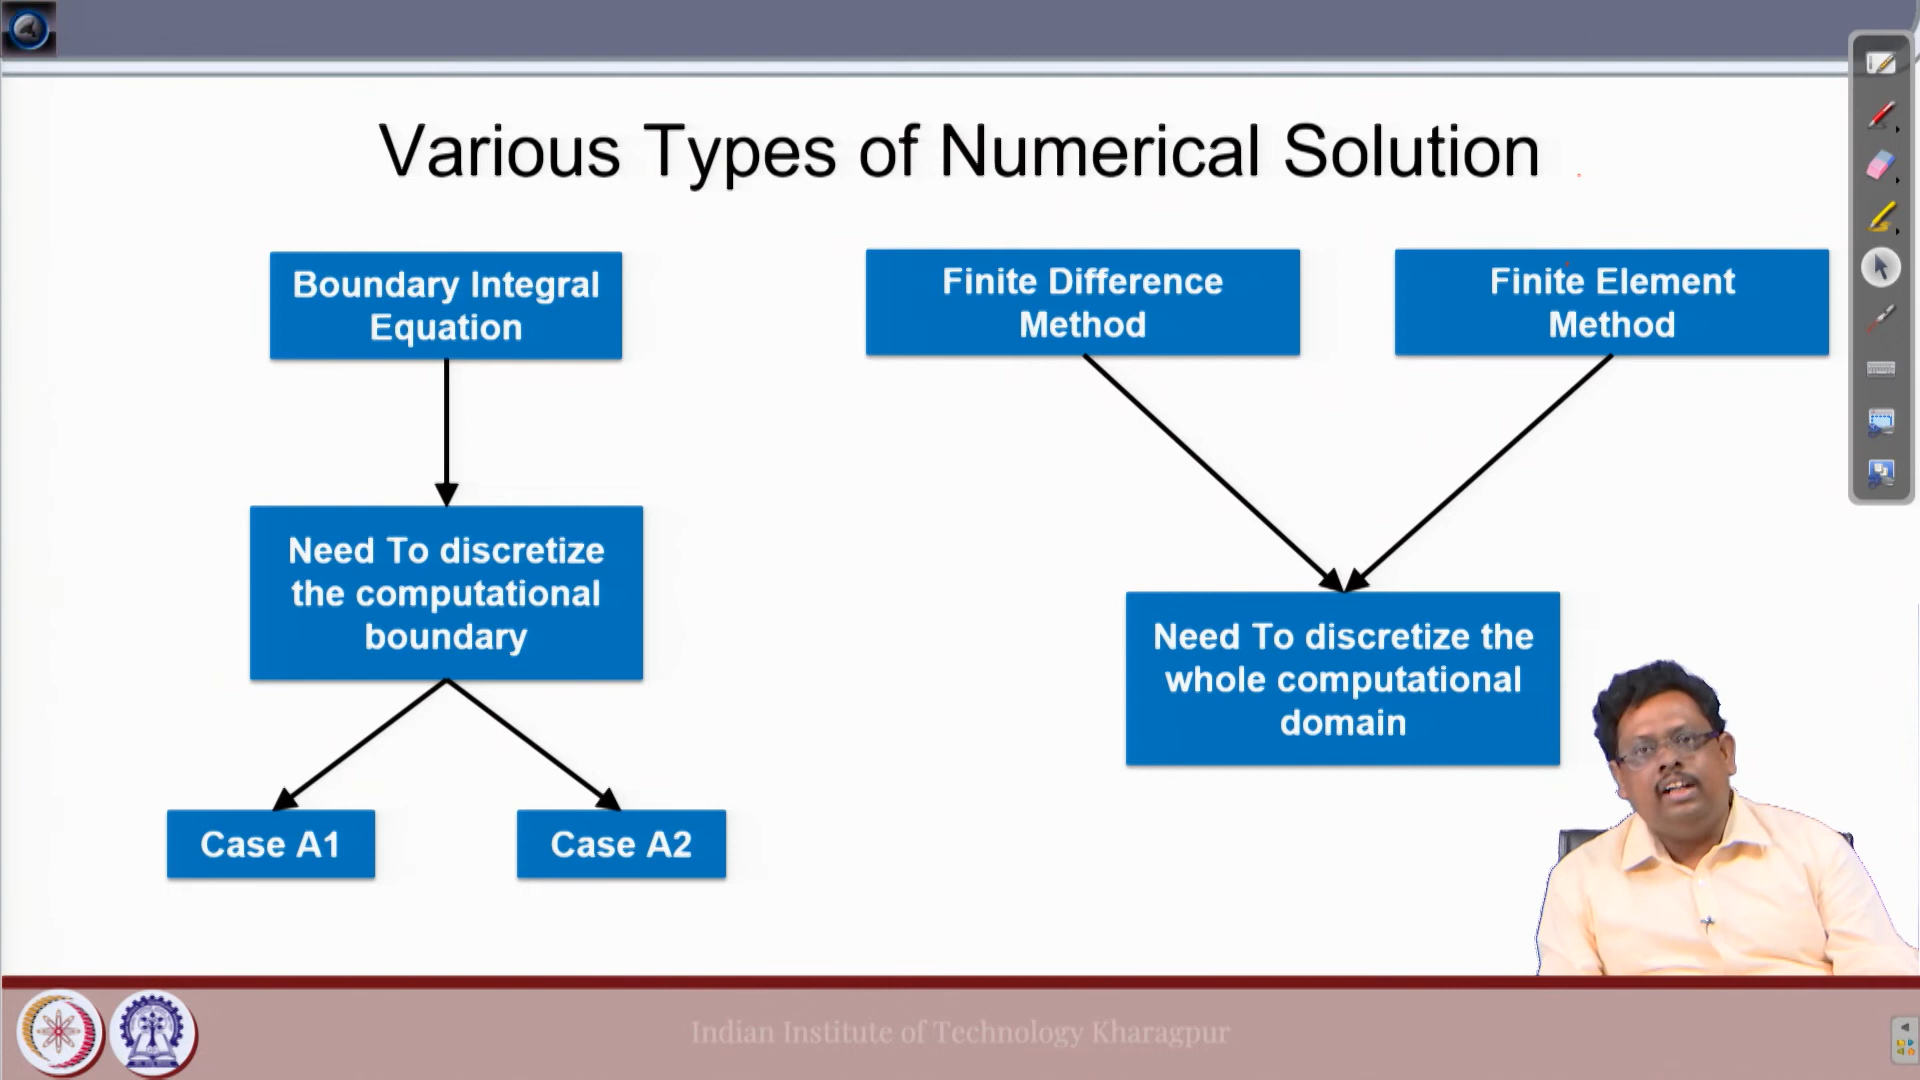 Various Types of Numerical Solution
Boundary Integral
Equation
Finite Difference
Method
Finite Element
Method
Need To discretize
the computational
boundary
Need To discretize the
whole computational
domain
Case A1
Case A2
Indian Institute of Technology Kharagpur